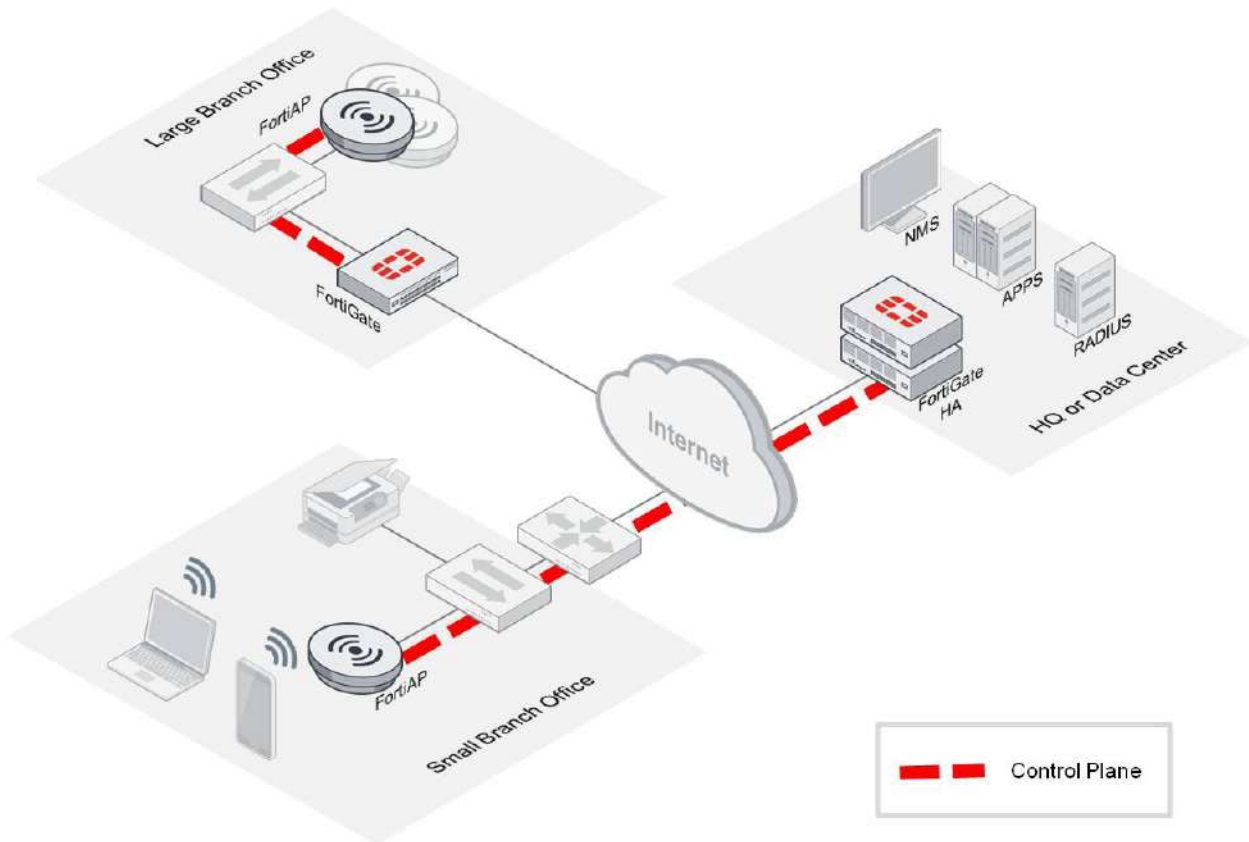 Large Branch Office
FortiAP
FortiGate
NMS
APPS
RADIUS
FortiGate
HA
HQ or Data Center
Internet
FortiAP
Small Branch Office
Control Plane